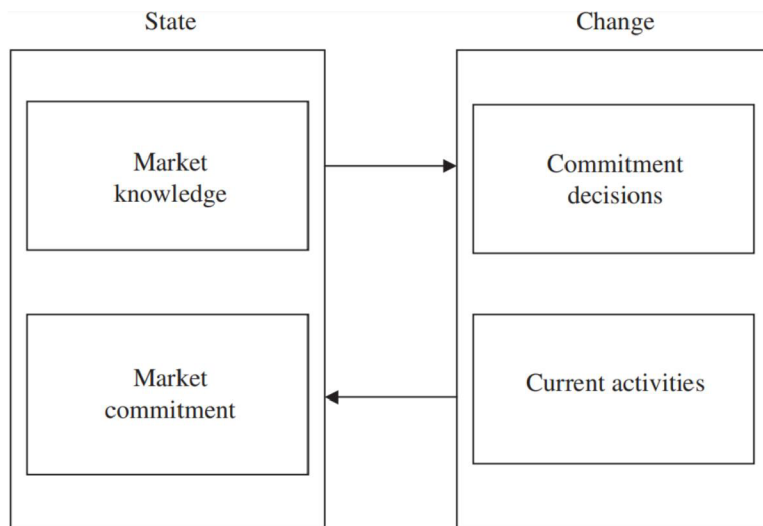 State
Change
Market
knowledge
Commitment
decisions
Market
commitment
Current activities